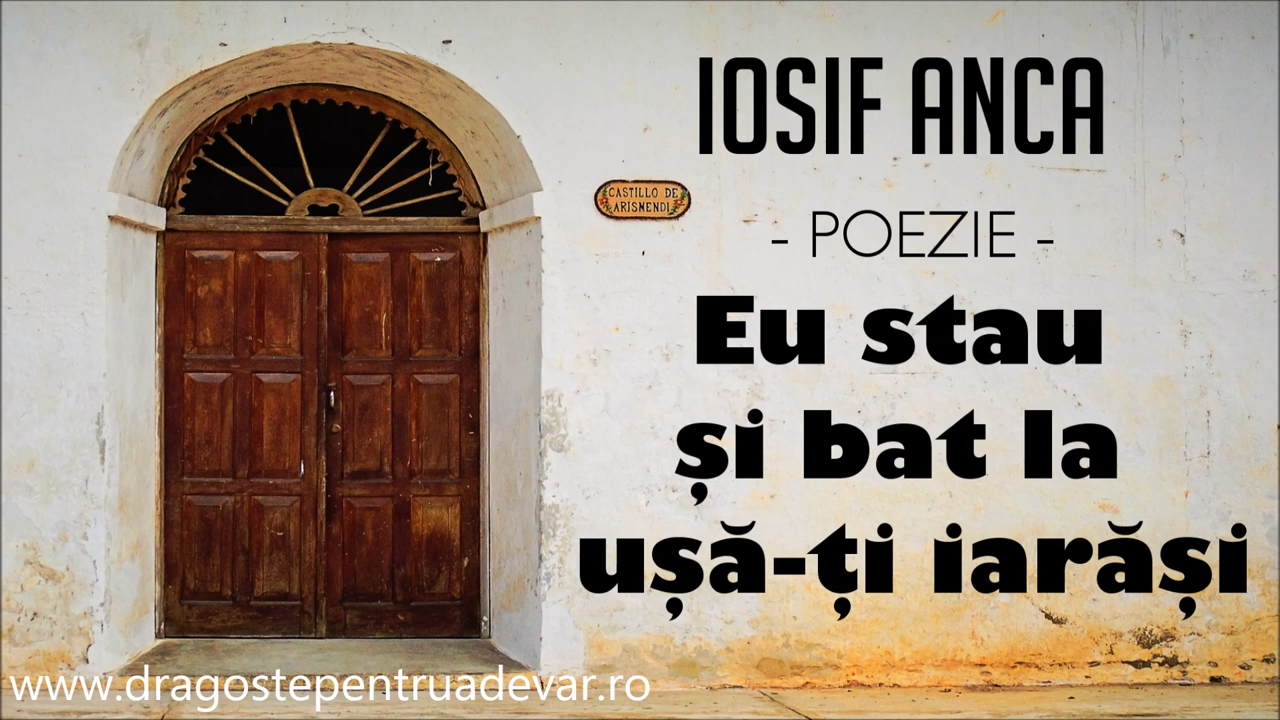 IOSIF ANCA
CASTILLO DE
ARISMENDI
- POEZIE -
Eu stau
și bat la
ușă-ți iarăși
www.dragostepentruadevar.ro